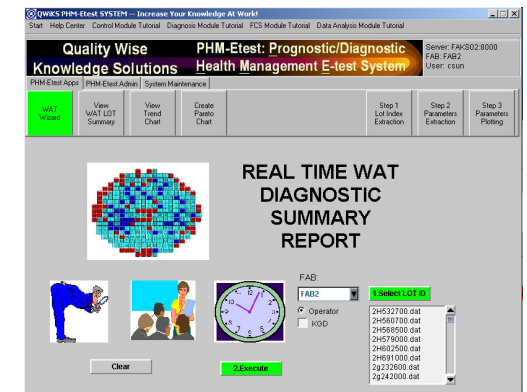 QWiKS PHM-Etest SYSTEM -- Increase Your Knowledge At Work!
Start Help Center Control Module Tutorial Diagnosis Module Tutorial FCS Module Tutorial Data Analysis Module Tutorial
Quality Wise
Knowledge Solutions
PHM-Etest: Prognostic/Diagnostic
Health Management E-test System
Server: FAKS02:8000
FAB: FAB2
User: csun
PHM-Etest Apps PHM-Etest Admin System Maintenance
WAT Wizard
View WAT LOT Summary
View Trend Chart
Create Pareto Chart
Step 1 Lot Index Extraction
Step 2 Parameters Extraction
Step 3 Parameters Plotting
REAL TIME WAT
DIAGNOSTIC
SUMMARY
REPORT
FAB:
FAB2
1.Select LOT ID
Operator
KGD
2H532700.dat
2H560700.dat
2H568500.dat
2H579000.dat
2H602500.dat
2H691000.dat
2g232600.dat
2g242000.dat
Clear
2.Execute